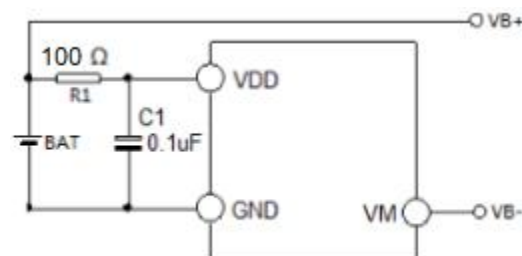 VB+
100 Ω
R1
VDD
C1
0.1uF
BAT
GND
VM
VB-